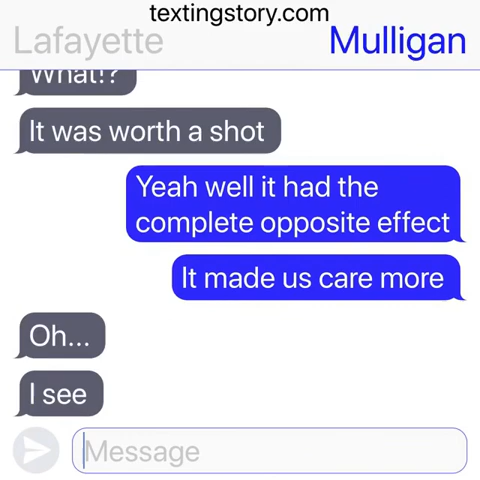 textingstory.com
Lafayette Mulligan
What!?
It was worth a shot
Yeah well it had the
complete opposite effect
It made us care more
Oh...
I see
Message